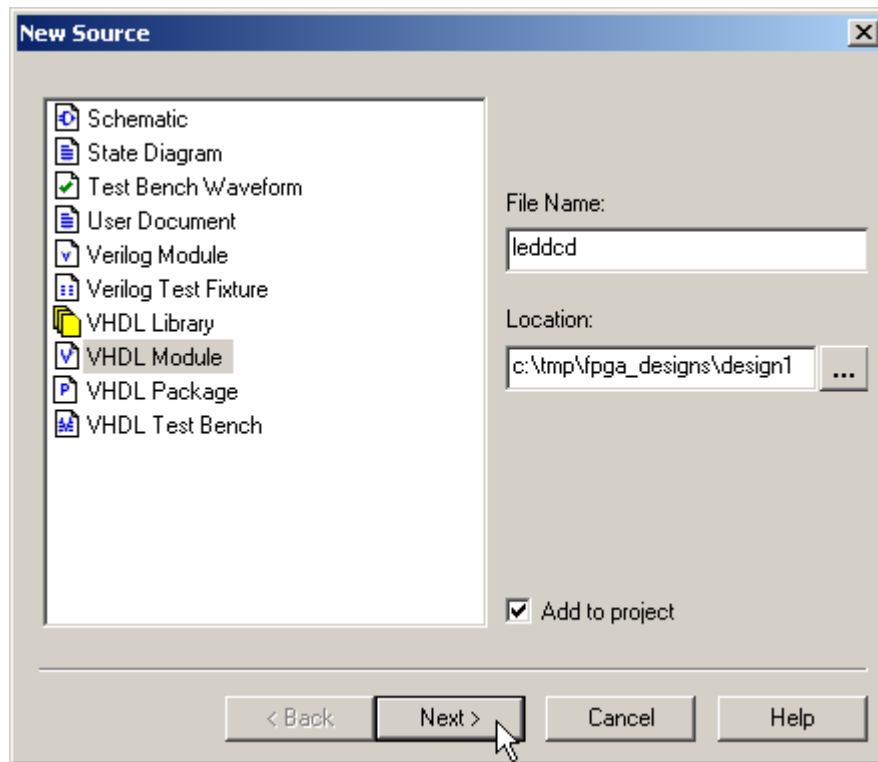 New Source
Schematic
State Diagram
Test Bench Waveform
User Document
Verilog Module
Verilog Test Fixture
VHDL Library
VHDL Module
VHDL Package
VHDL Test Bench
File Name:
leddcd
Location:
c:\tmp\fpga_designs\design1
...
Add to project
< Back
Next >
Cancel
Help